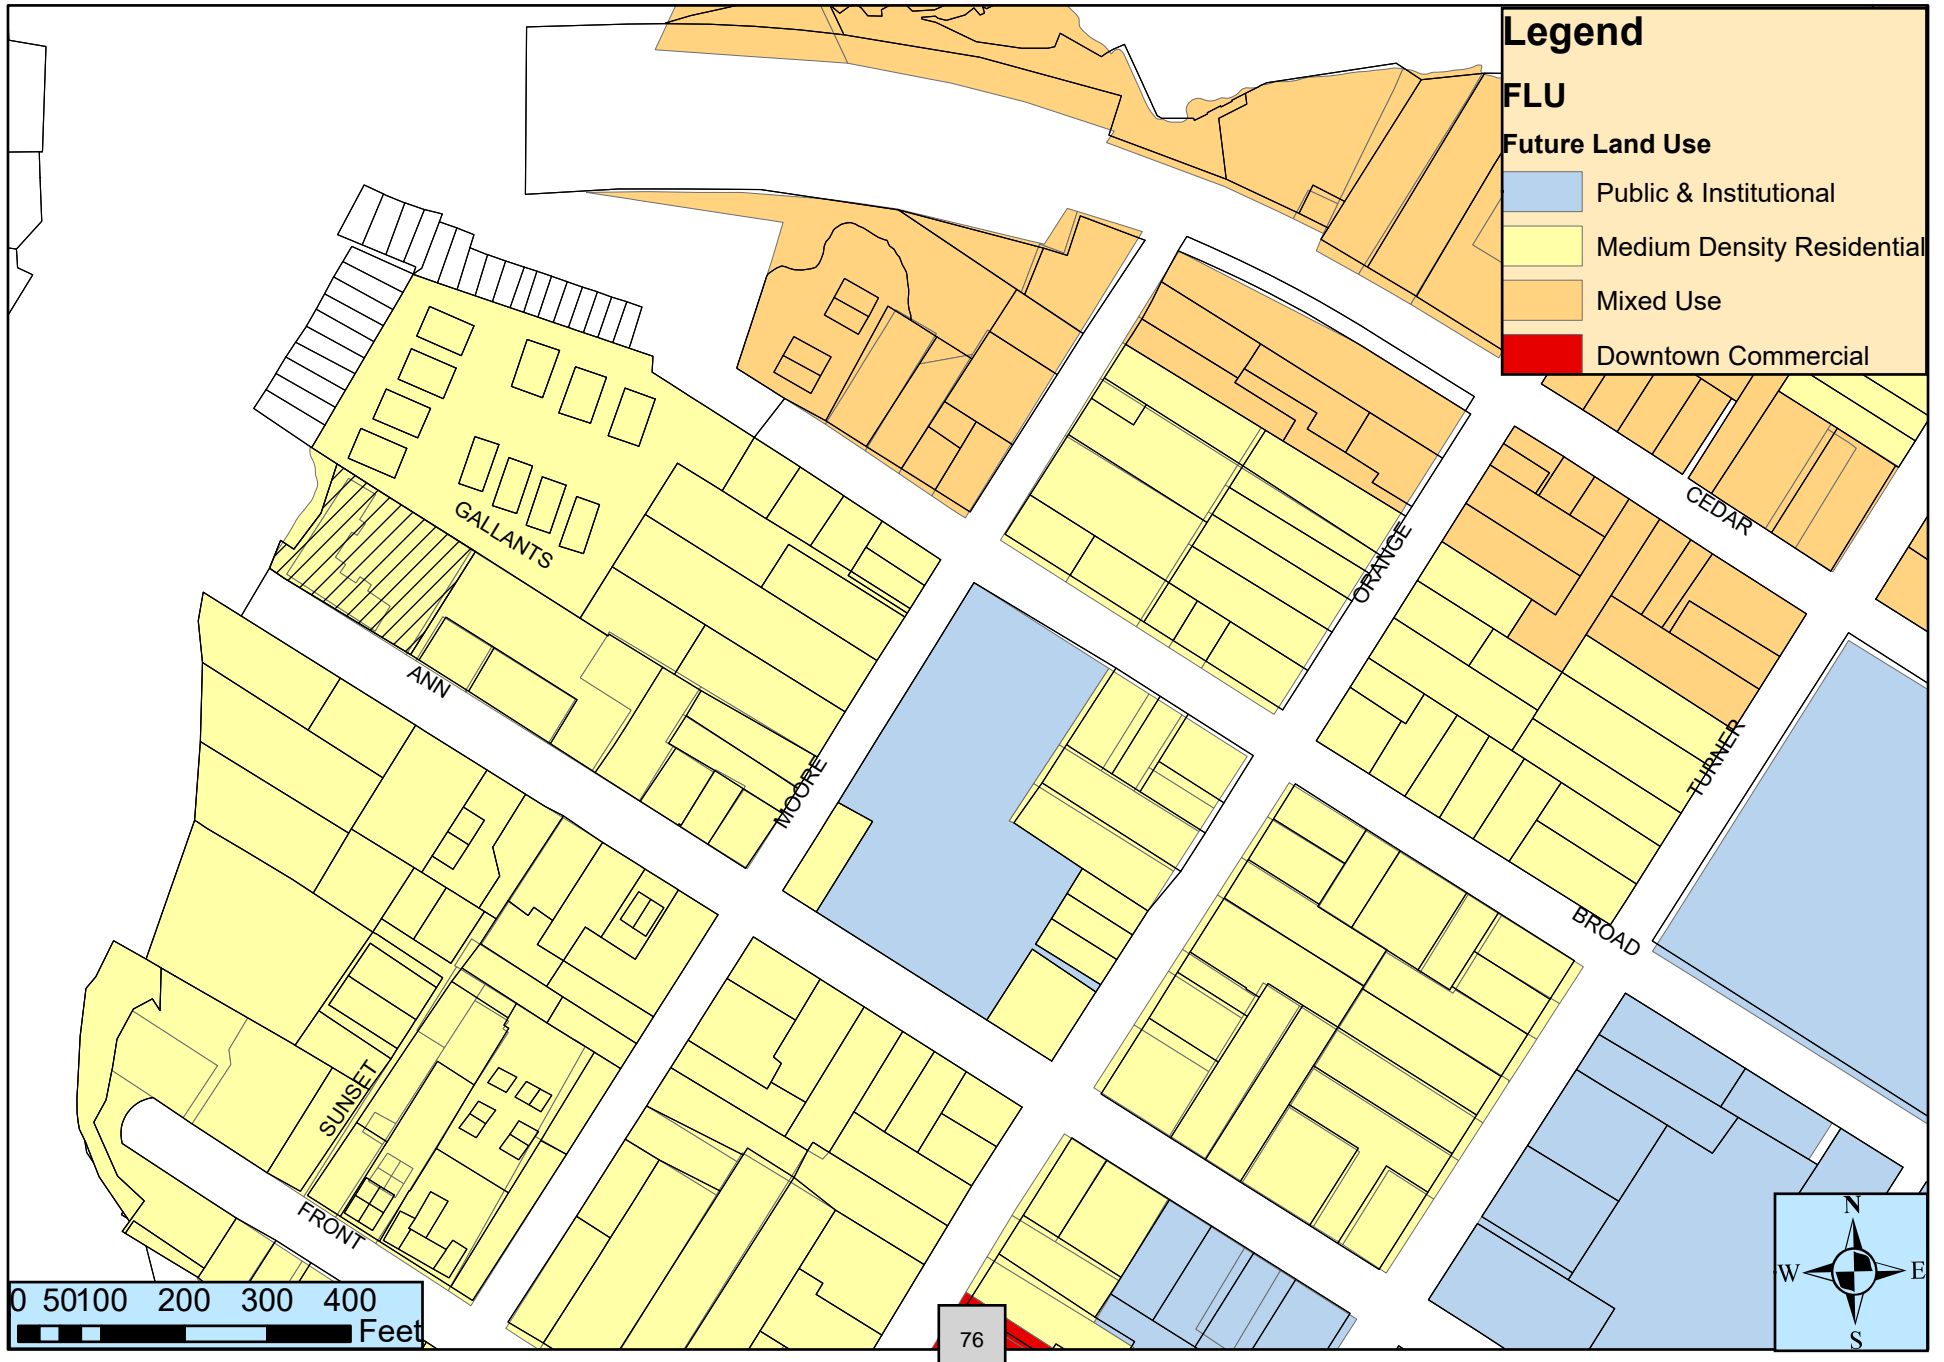 Legend
FLU
Future Land Use
Public & Institutional
Medium Density Residential
Mixed Use
Downtown Commercial
CEDAR
GALLANTS
ORANGE
ANN
TURNER
MOORE
BROAD
SUNSET
FRONT
N
W E
S
0 50100 200 300 400
Feet
76